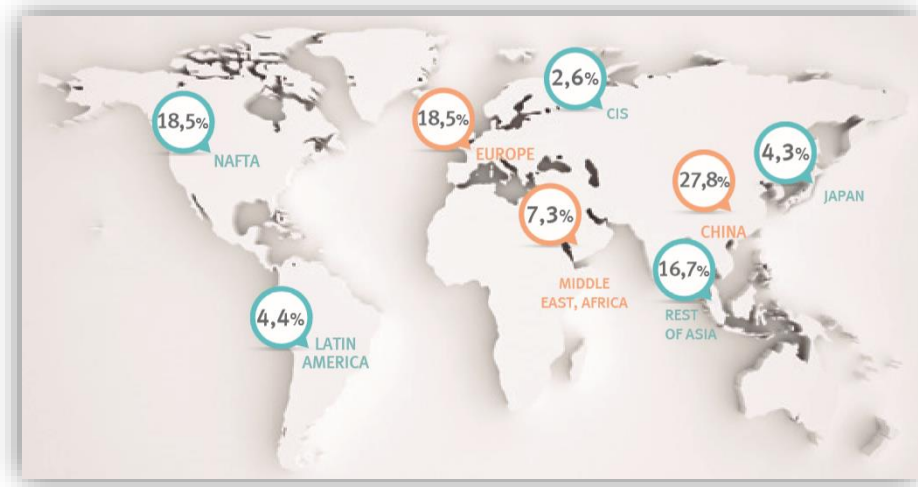 2,6%
CIS
18,5%
NAFTA
18,5%
EUROPE
4,3%
JAPAN
27,8%
CHINA
7,3%
MIDDLE
EAST, AFRICA
16,7%
REST
OF ASIA
4,4%
LATIN
AMERICA